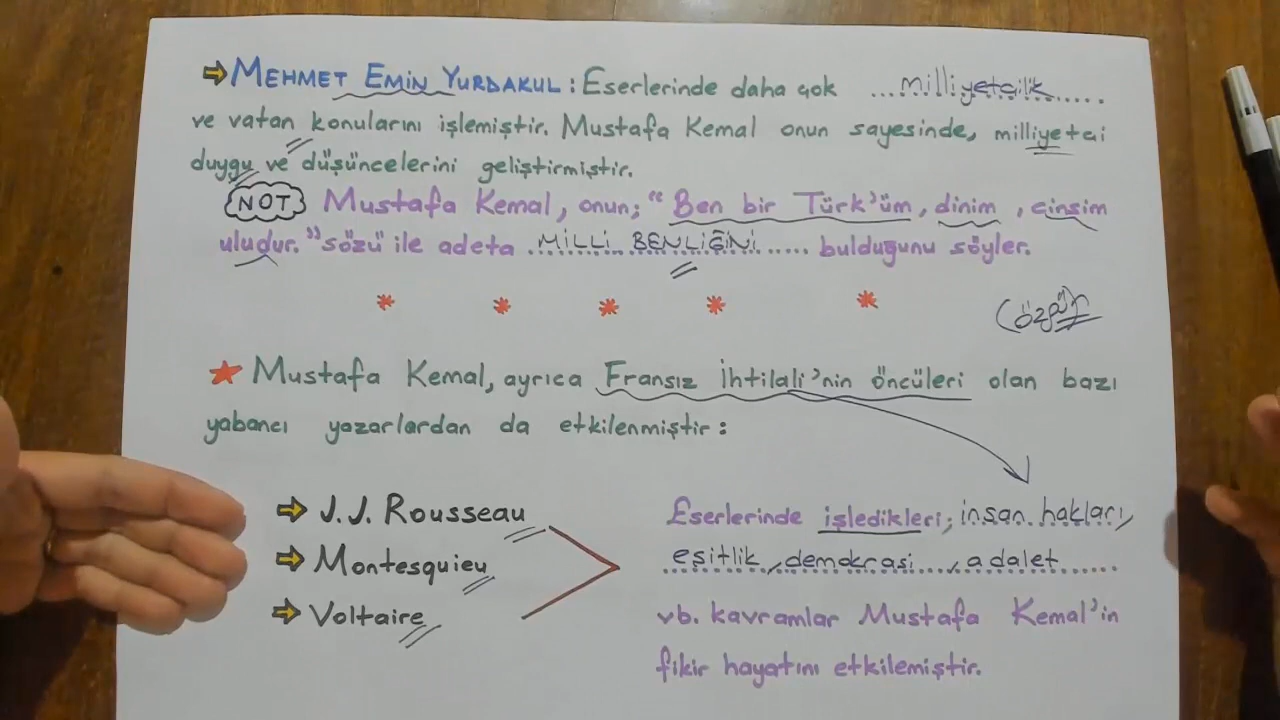 MEHMET EMİN YURDAKUL: Eserlerinde daha çok ...milliyetçilik.....
ve vatan konularını işlemiştir. Mustafa Kemal onun sayesinde, milliyetçi
duygu ve düşüncelerini geliştirmiştir.
NOT Mustafa Kemal, onun; "Ben bir Türk'üm, dinim, cinsim
uludur." sözü ile adeta ...MİLLİ BENLİĞİNİ..... bulduğunu söyler.
(özgür)
Mustafa Kemal, ayrıca Fransız İhtilali'nin öncüleri olan bazı
yabancı yazarlardan da etkilenmiştir:
J.J. Rousseau
Montesquieu
Voltaire
Eserlerinde işledikleri; insan hakları,
eşitlik, demokrasi, adalet
vb. kavramlar Mustafa Kemal'in
fikir hayatını etkilemiştir.